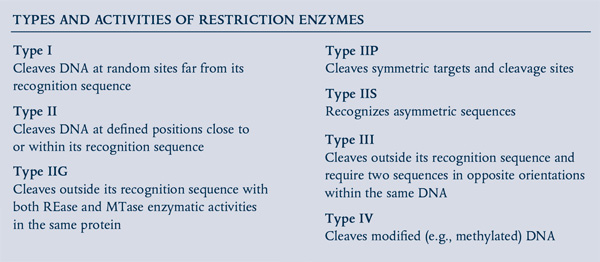 TYPES AND ACTIVITIES OF RESTRICTION ENZYMES
Type I
Cleaves DNA at random sites far from its
recognition sequence
Type II
Cleaves DNA at defined positions close to
or within its recognition sequence
Type IIG
Cleaves outside its recognition sequence with
both REase and MTase enzymatic activities
in the same protein
Type IIP
Cleaves symmetric targets and cleavage sites
Type IIS
Recognizes asymmetric sequences
Type III
Cleaves outside its recognition sequence and
require two sequences in opposite orientations
within the same DNA
Type IV
Cleaves modified (e.g., methylated) DNA